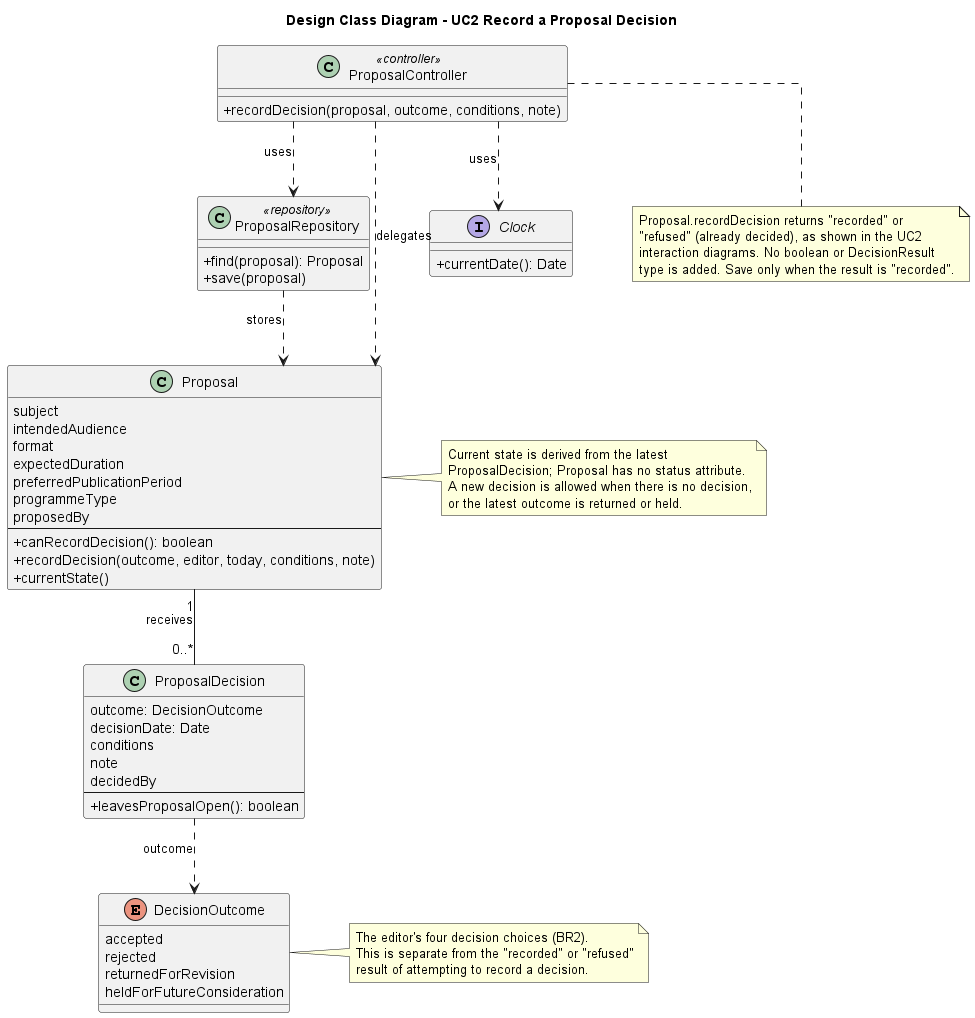 Design Class Diagram - UC2 Record a Proposal Decision
C
«controller»
ProposalController
+recordDecision(proposal, outcome, conditions, note)
uses
uses
delegates
C
«repository»
ProposalRepository
+find(proposal): Proposal
+save(proposal)
I
Clock
+currentDate(): Date
Proposal.recordDecision returns "recorded" or
"refused" (already decided), as shown in the UC2
interaction diagrams. No boolean or DecisionResult
type is added. Save only when the result is "recorded".
stores
C
Proposal
subject
intendedAudience
format
expectedDuration
preferredPublicationPeriod
programmeType
proposedBy
+canRecordDecision(): boolean
+recordDecision(outcome, editor, today, conditions, note)
+currentState()
Current state is derived from the latest
ProposalDecision; Proposal has no status attribute.
A new decision is allowed when there is no decision,
or the latest outcome is returned or held.
1
receives
0..*
C
ProposalDecision
outcome: DecisionOutcome
decisionDate: Date
conditions
note
decidedBy
+leavesProposalOpen(): boolean
outcome
E
DecisionOutcome
accepted
rejected
returnedForRevision
heldForFutureConsideration
The editor's four decision choices (BR2).
This is separate from the "recorded" or "refused"
result of attempting to record a decision.